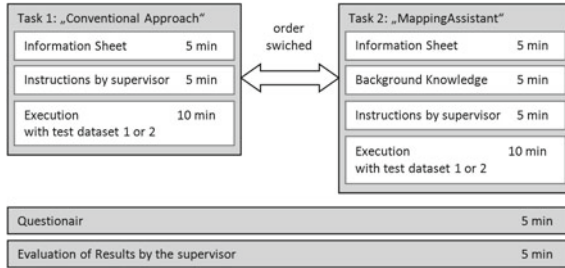 Task 1: „Conventional Approach“
Information Sheet 5 min
Instructions by supervisor 5 min
Execution 10 min
with test dataset 1 or 2
order
swiched
Task 2: „MappingAssistant“
Information Sheet 5 min
Background Knowledge 5 min
Instructions by supervisor 5 min
Execution 10 min
with test dataset 1 or 2
Questionair 5 min
Evaluation of Results by the supervisor 5 min